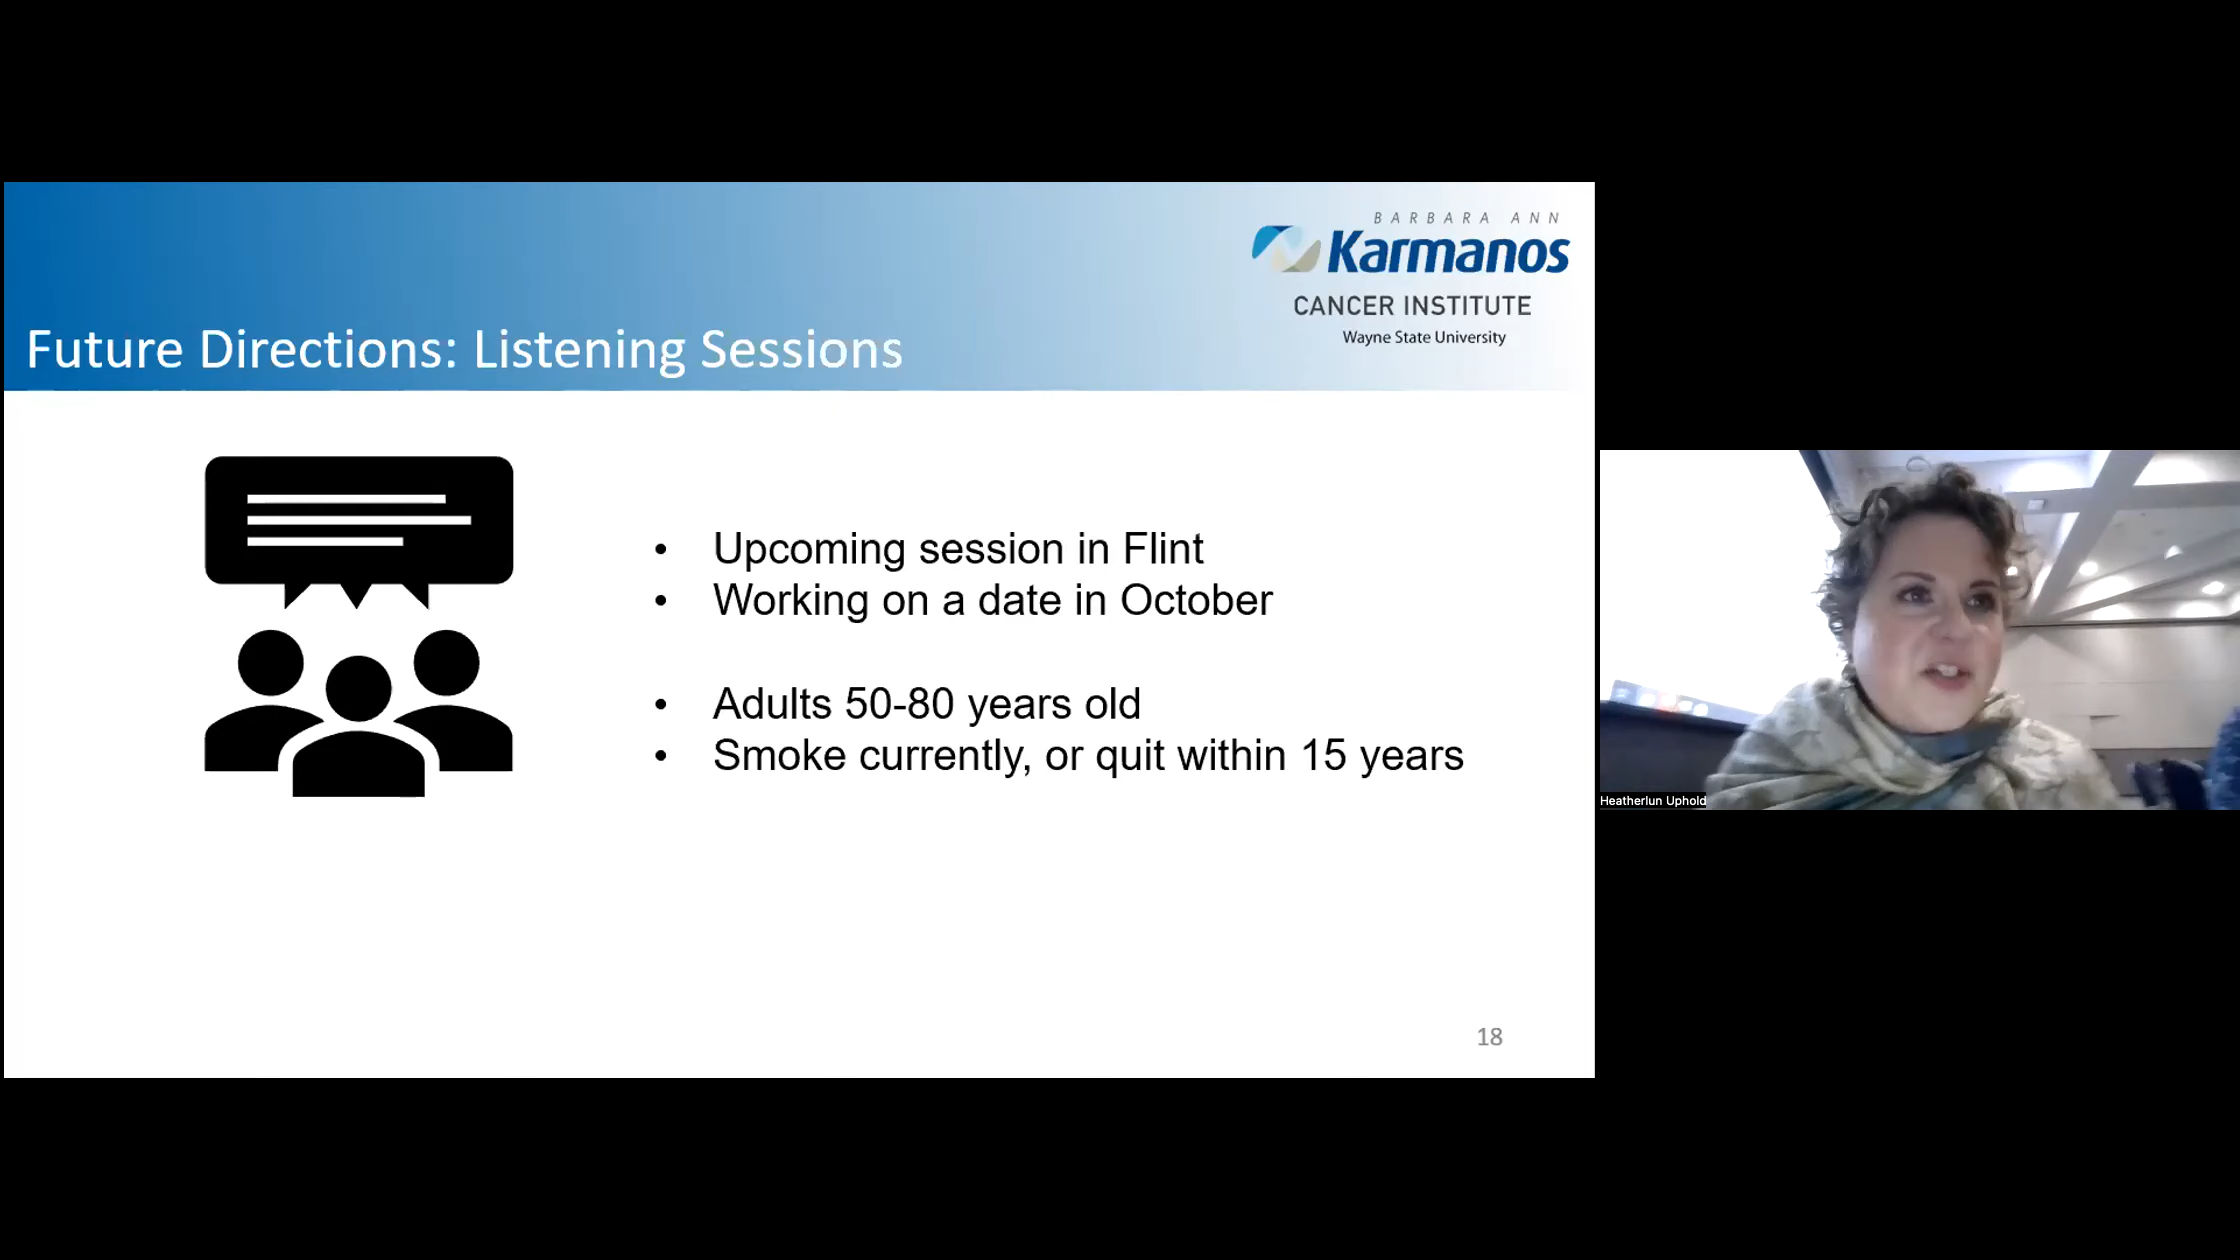 BARBARA ANN
Karmanos
CANCER INSTITUTE
Wayne State University
Future Directions: Listening Sessions
• Upcoming session in Flint
• Working on a date in October
• Adults 50-80 years old
• Smoke currently, or quit within 15 years
18
Heatherlun Uphold